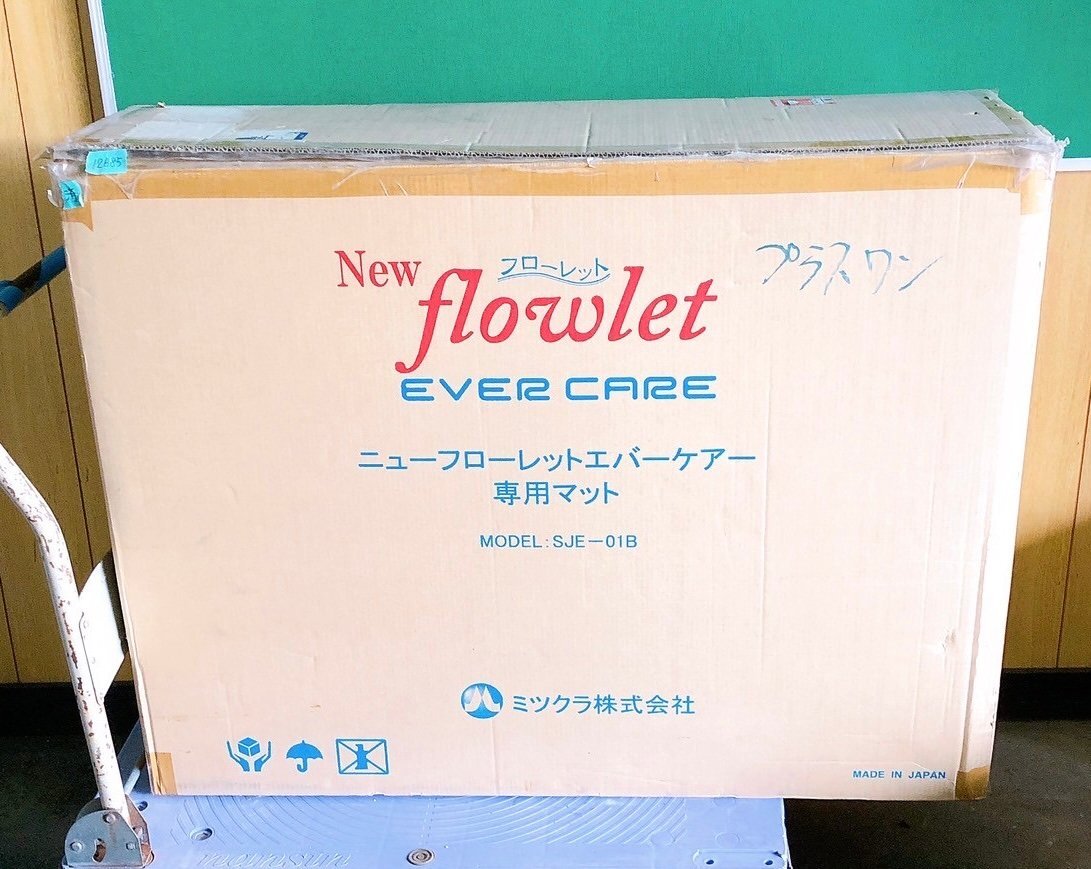 New
フローレット
flowlet
プラスワン
EVER CARE
ニューフローレットエバーケアー
専用マット
MODEL:SJE-01B
ミツクラ株式会社
MADE IN JAPAN